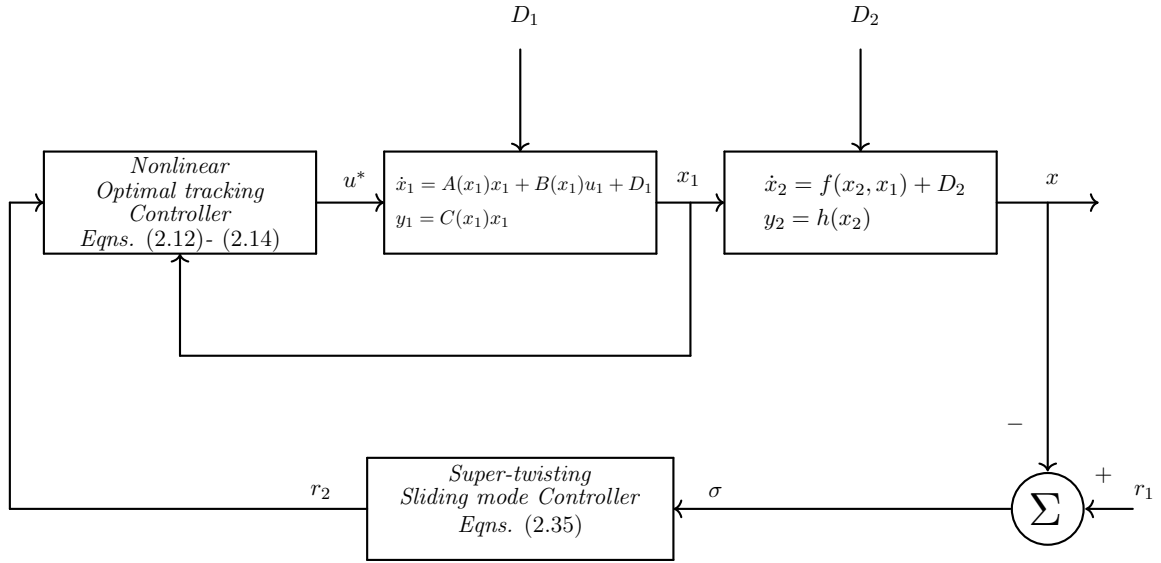 D₁
D₂
Nonlinear
Optimal tracking
Controller
Eqns. (2.12)- (2.14)
u*
ẋ₁ = A(x₁)x₁ + B(x₁)u₁ + D₁
y₁ = C(x₁)x₁
x₁
ẋ₂ = f(x₂, x₁) + D₂
y₂ = h(x₂)
x
−
+
r₂
Super-twisting
Sliding mode Controller
Eqns. (2.35)
σ
Σ
r₁